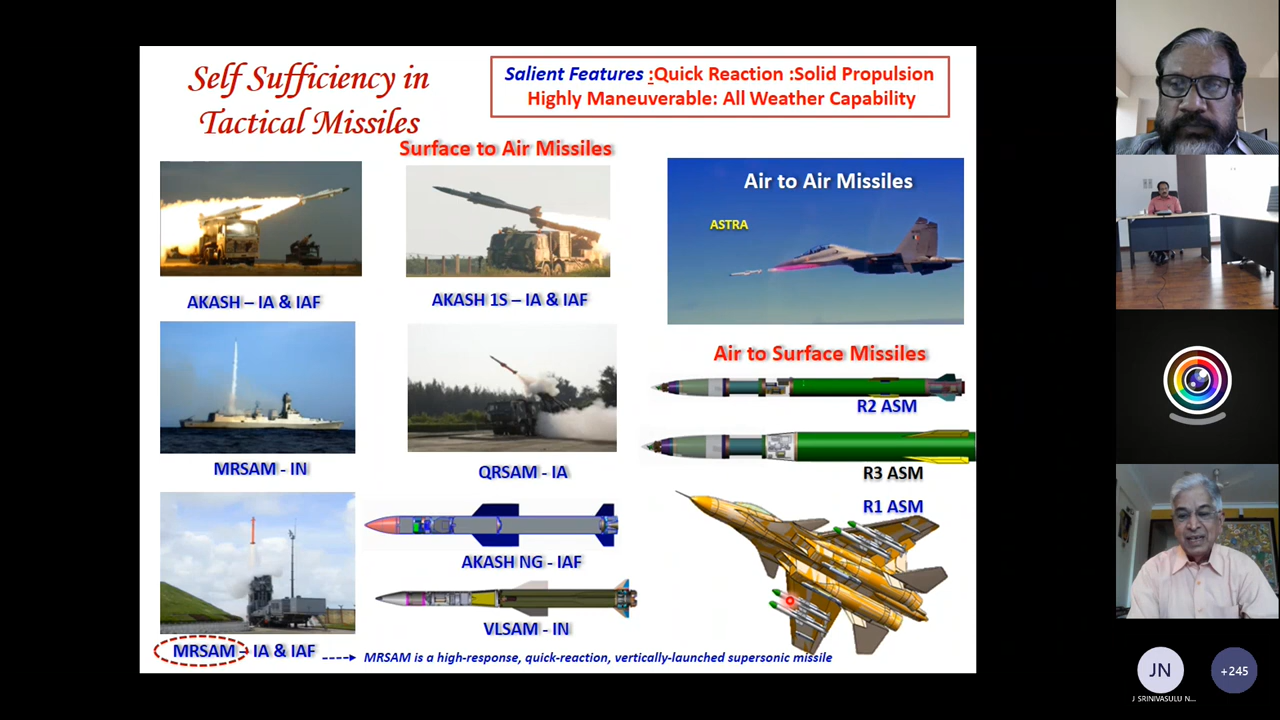 Self Sufficiency in
Tactical Missiles
Salient Features :Quick Reaction :Solid Propulsion
Highly Maneuverable: All Weather Capability
Surface to Air Missiles
AKASH – IA & IAF
AKASH 1S – IA & IAF
MRSAM - IN
QRSAM - IA
AKASH NG - IAF
VLSAM - IN
MRSAM – IA & IAF
MRSAM is a high-response, quick-reaction, vertically-launched supersonic missile
Air to Air Missiles
ASTRA
Air to Surface Missiles
R2 ASM
R3 ASM
R1 ASM
JN
J SRINIVASULU N...
+245